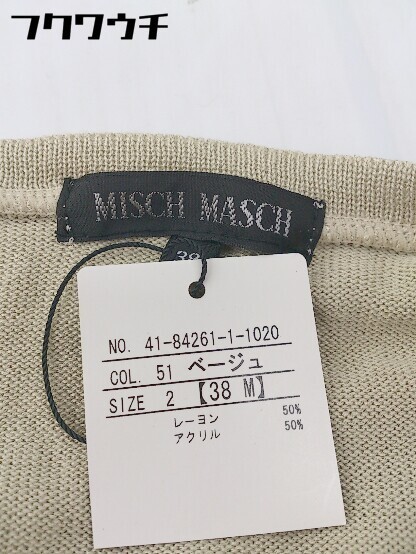 フクワウチ
MISCH MASCH
38
NO. 41-84261-1-1020
COL. 51 ベージュ
SIZE 2 【38 M】
レーヨン 50%
アクリル 50%